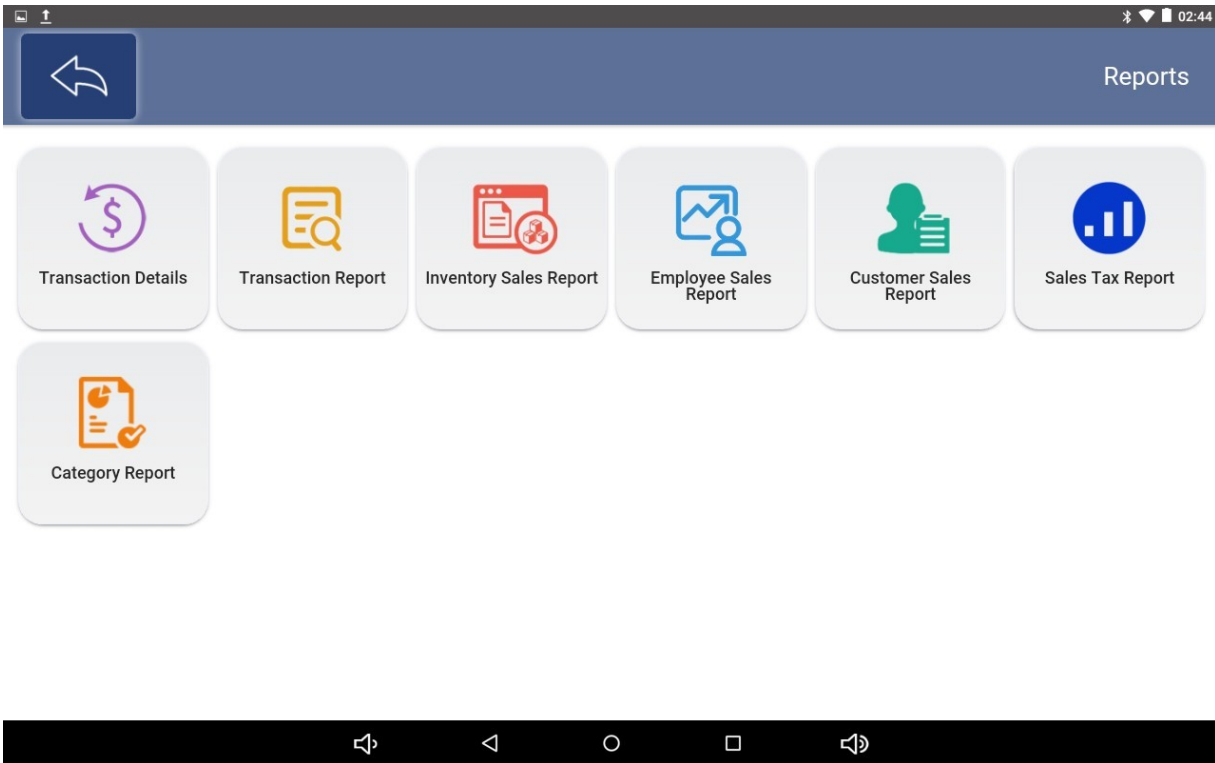 02:44
Reports
Transaction Details
Transaction Report
Inventory Sales Report
Employee Sales
Report
Customer Sales
Report
Sales Tax Report
Category Report